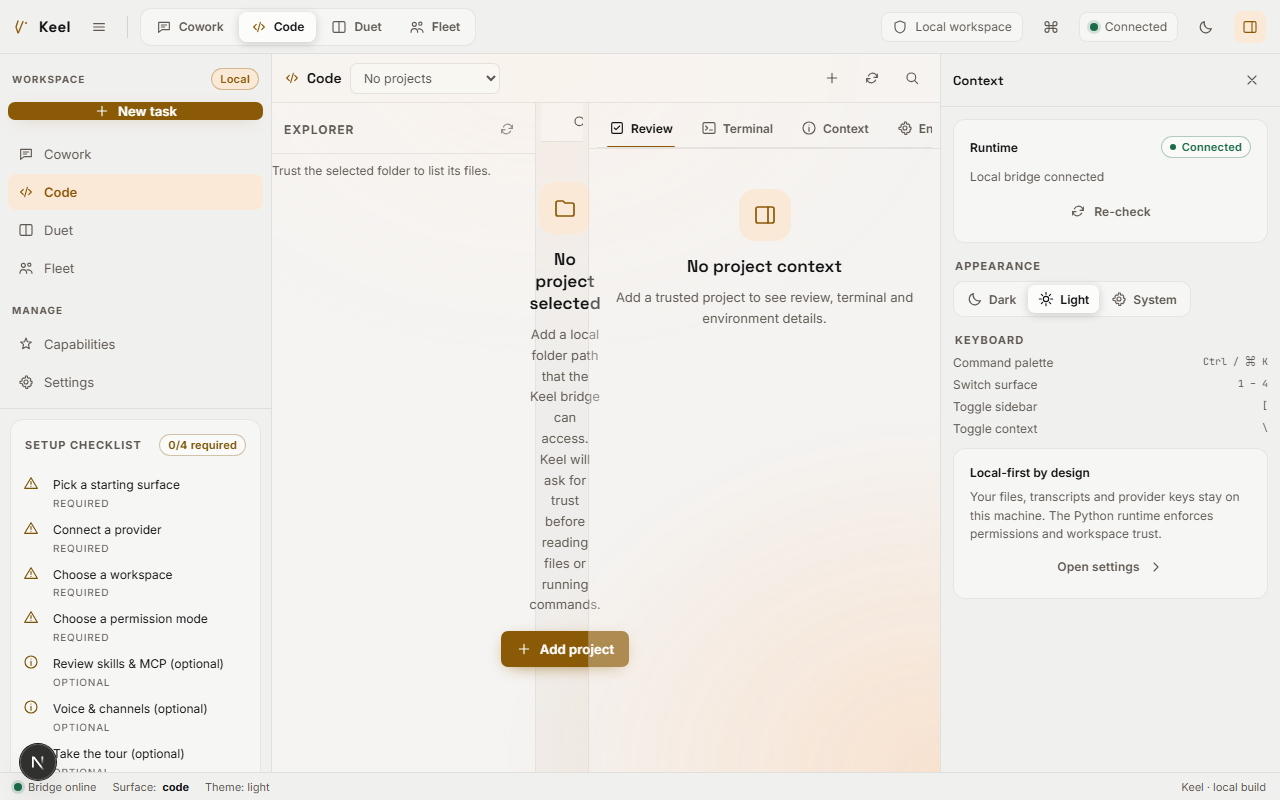 Keel
Cowork
Code
Duet
Fleet
Local workspace
⌘
Connected
WORKSPACE
Local
+ New task
Cowork
Code
Duet
Fleet
MANAGE
Capabilities
Settings
SETUP CHECKLIST
0/4 required
Pick a starting surface
REQUIRED
Connect a provider
REQUIRED
Choose a workspace
REQUIRED
Choose a permission mode
REQUIRED
Review skills & MCP (optional)
OPTIONAL
Voice & channels (optional)
OPTIONAL
Take the tour (optional)
OPTIONAL
N
Code
No projects
EXPLORER
Trust the selected folder to list its files.
No
project
selected
Add a local
folder path
that the
Keel bridge
can
access.
Keel will
ask for
trust
before
reading
files or
running
commands.
+ Add project
Review
Terminal
Context
En
No project context
Add a trusted project to see review, terminal and
environment details.
Context
Runtime
Connected
Local bridge connected
Re-check
APPEARANCE
Dark
Light
System
KEYBOARD
Command palette
Ctrl / ⌘ K
Switch surface
1 – 4
Toggle sidebar
[
Toggle context
\
Local-first by design
Your files, transcripts and provider keys stay on
this machine. The Python runtime enforces
permissions and workspace trust.
Open settings
Bridge online
Surface: code
Theme: light
Keel · local build